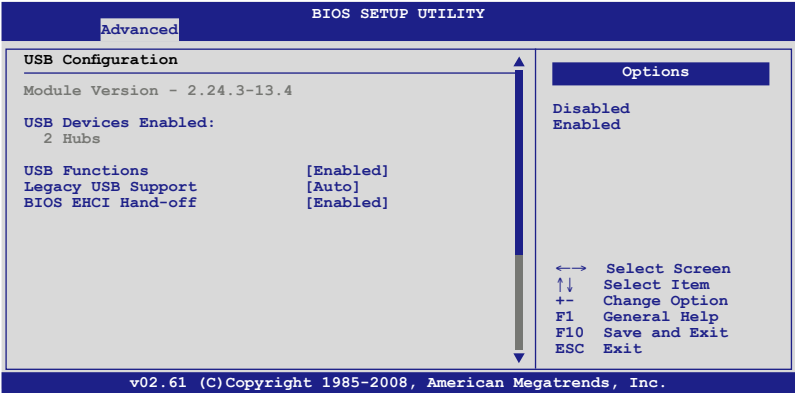 BIOS SETUP UTILITY
Advanced
USB Configuration
Module Version - 2.24.3-13.4
USB Devices Enabled:
2 Hubs
USB Functions [Enabled]
Legacy USB Support [Auto]
BIOS EHCI Hand-off [Enabled]
Options
Disabled
Enabled
←→ Select Screen
↑↓ Select Item
+- Change Option
F1 General Help
F10 Save and Exit
ESC Exit
v02.61 (C)Copyright 1985-2008, American Megatrends, Inc.